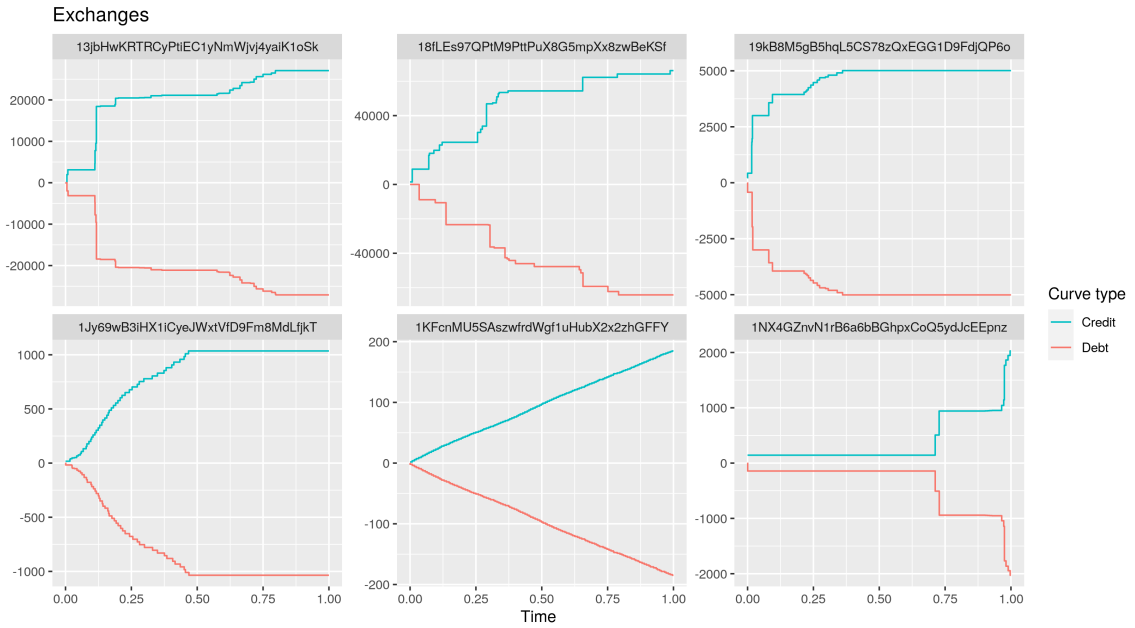 Exchanges
13jbHwKRTRCyPtiEC1yNmWjvj4yaiK1oSk
18fLEs97QPtM9PttPuX8G5mpXx8zwBeKSf
19kB8M5gB5hqL5CS78zQxEGG1D9FdjQP6o
20000
10000
0
-10000
-20000
40000
0
-40000
5000
2500
0
-2500
-5000
1Jy69wB3iHX1iCyeJWxtVfD9Fm8MdLfjkT
1KFcnMU5SAszwfrdWgf1uHubX2x2zhGFFY
1NX4GZnvN1rB6a6bBGhpxCoQ5ydJcEEpnz
1000
500
0
-500
-1000
200
100
0
-100
-200
2000
1000
0
-1000
-2000
0.00 0.25 0.50 0.75 1.00
0.00 0.25 0.50 0.75 1.00
0.00 0.25 0.50 0.75 1.00
Time
Curve type
Credit
Debt